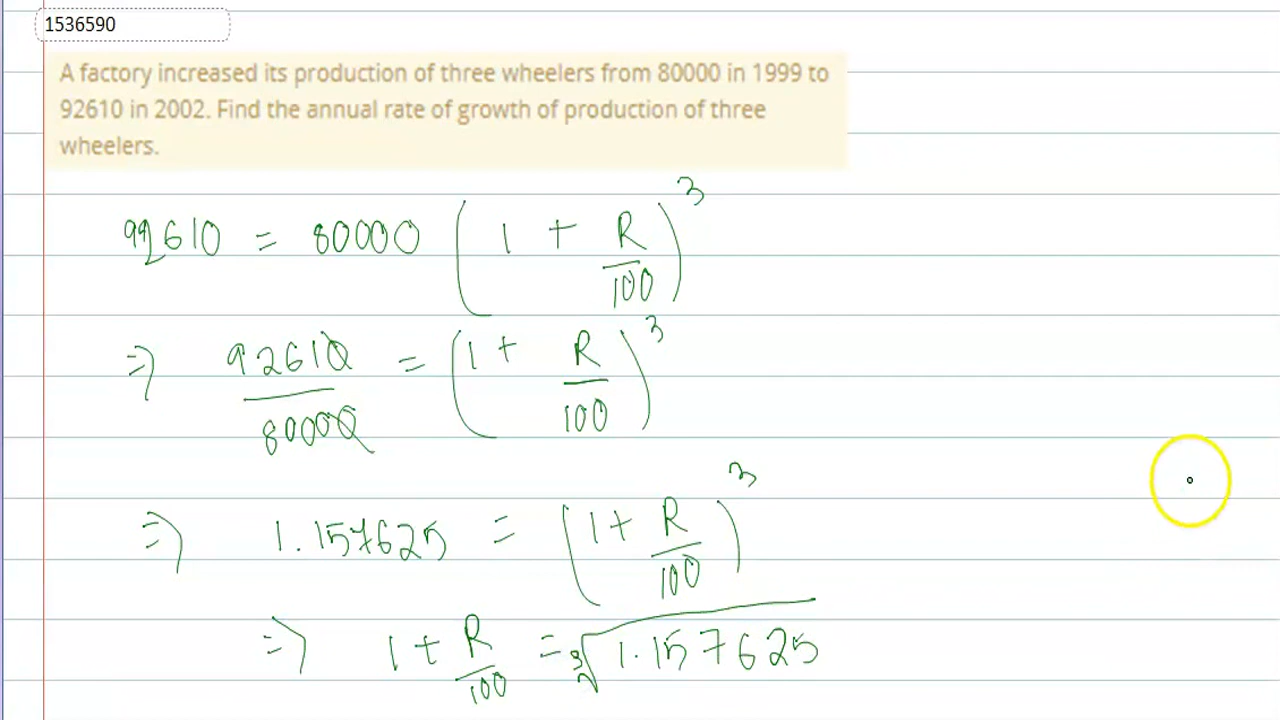 1536590
A factory increased its production of three wheelers from 80000 in 1999 to
92610 in 2002. Find the annual rate of growth of production of three
wheelers.
92610 = 80000 (1 + R/100)^3
=> 92610/80000 = (1 + R/100)^3
=> 1.157625 = (1 + R/100)^3
=> 1 + R/100 = ∛1.157625